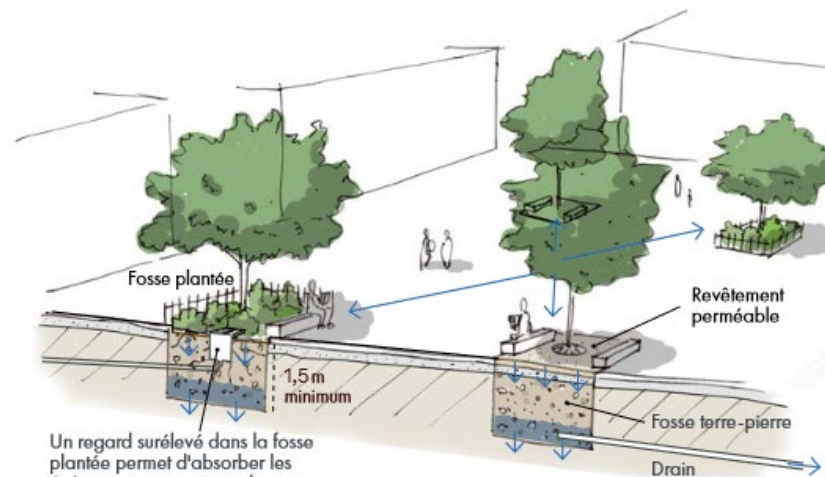 Fosse plantée
Revêtement
perméable
1,5 m
minimum
Fosse terre-pierre
Un regard surélevé dans la fosse
plantée permet d'absorber les
Drain